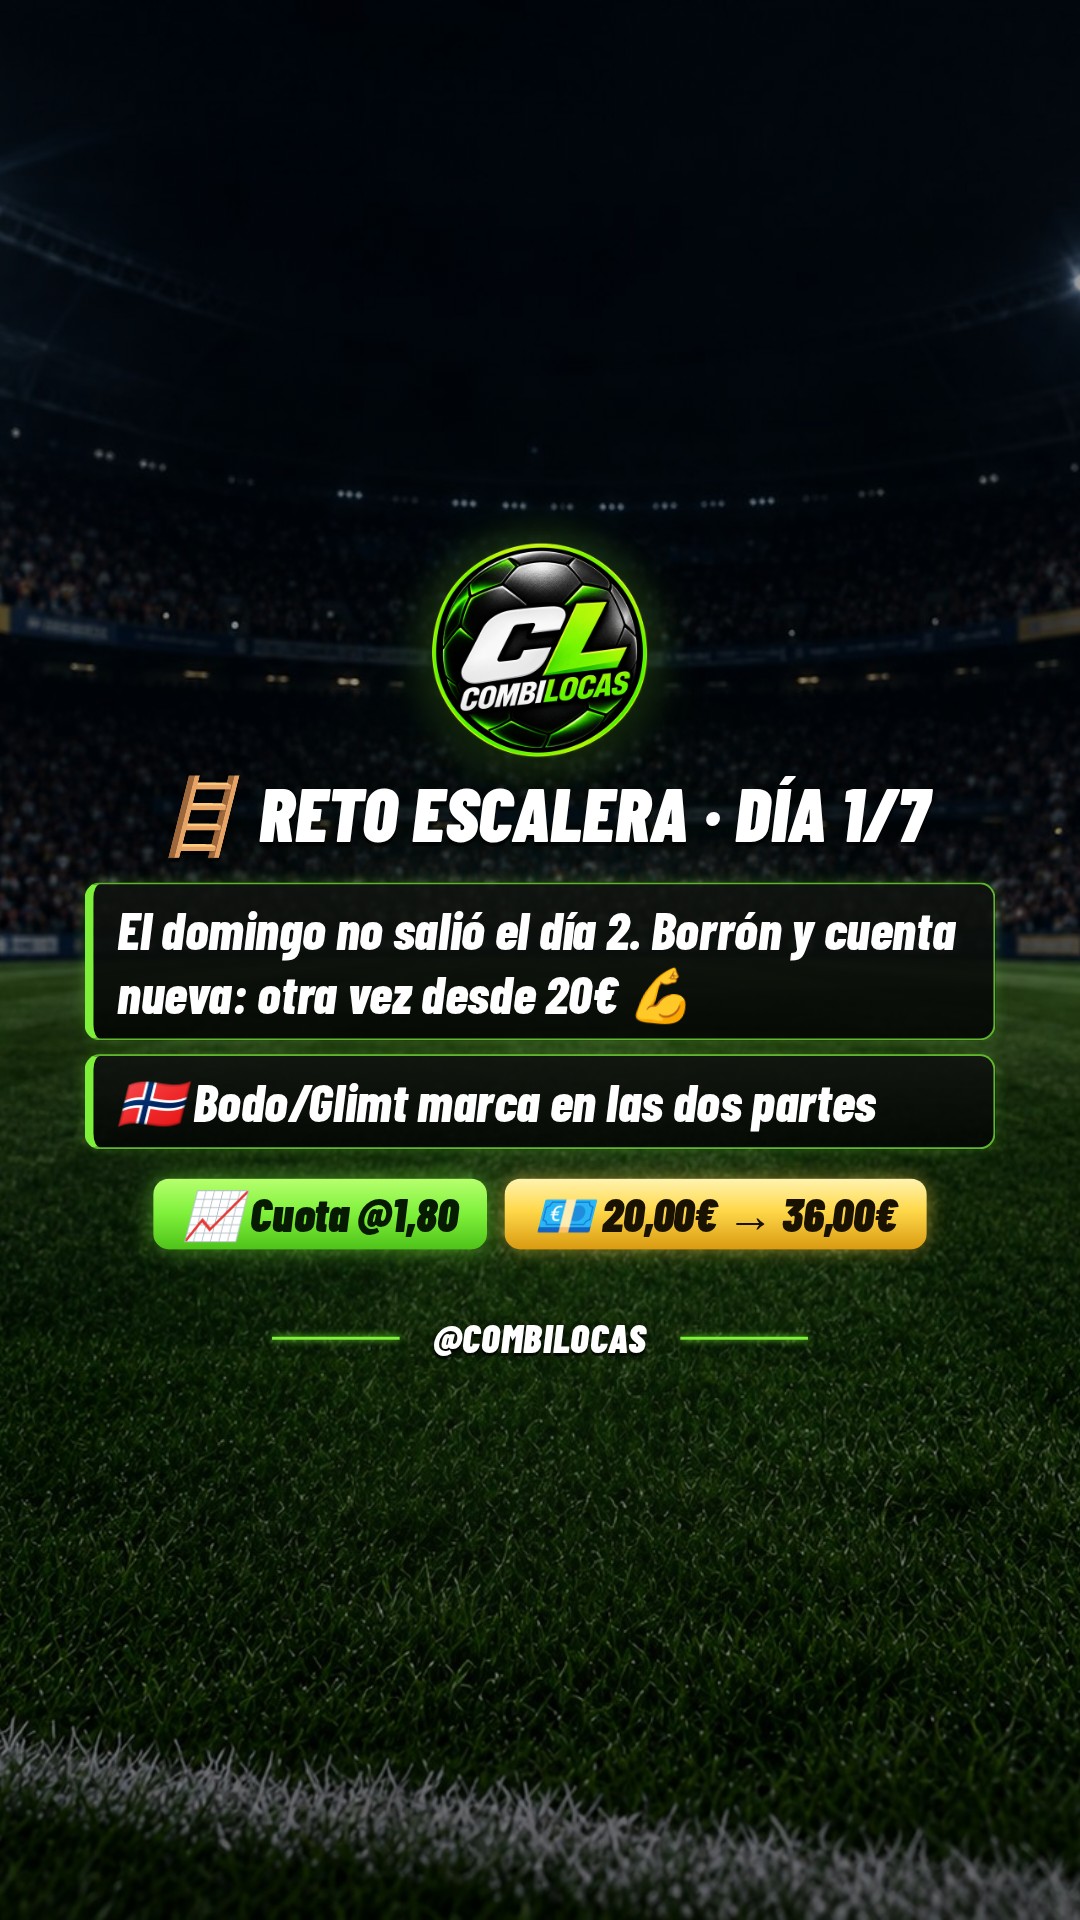 CL
COMBILOCAS
🪜 RETO ESCALERA · DÍA 1/7
El domingo no salió el día 2. Borrón y cuenta
nueva: otra vez desde 20€ 💪
🇳🇴 Bodo/Glimt marca en las dos partes
📈 Cuota @1,80
💶 20,00€ → 36,00€
@COMBILOCAS